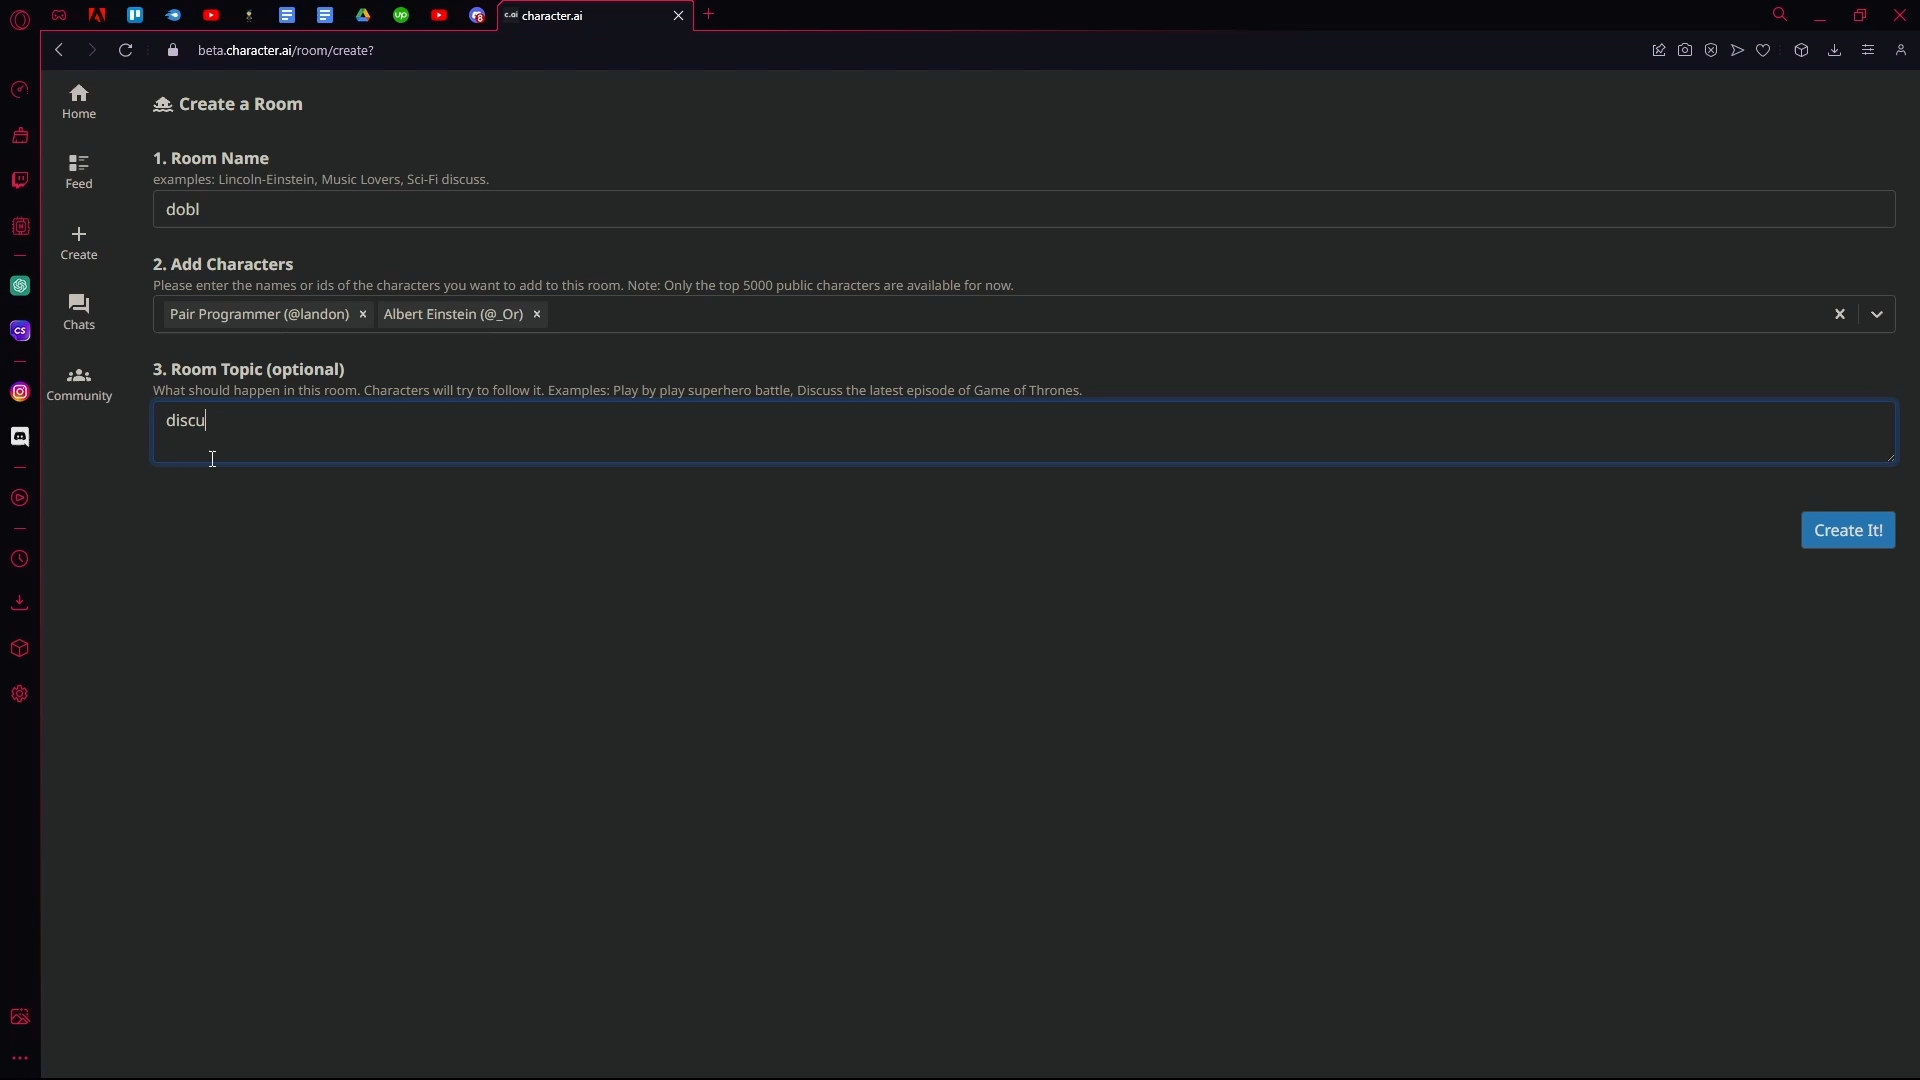 c.ai character.ai
beta.character.ai/room/create?
Home
Feed
Create
Chats
Community
Create a Room
1. Room Name
examples: Lincoln-Einstein, Music Lovers, Sci-Fi discuss.
dobl
2. Add Characters
Please enter the names or ids of the characters you want to add to this room. Note: Only the top 5000 public characters are available for now.
Pair Programmer (@landon) × Albert Einstein (@_Or) ×
3. Room Topic (optional)
What should happen in this room. Characters will try to follow it. Examples: Play by play superhero battle, Discuss the latest episode of Game of Thrones.
discu
Create It!
up
CS
8